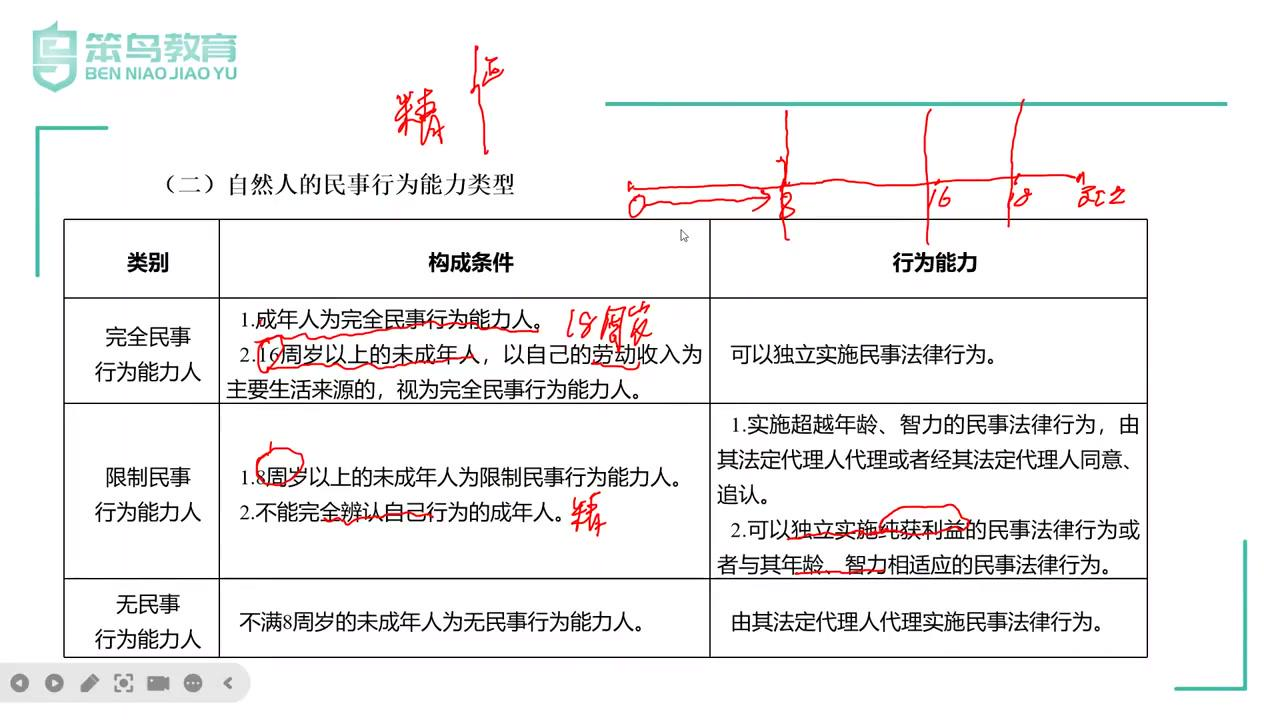 笨鸟教育
BEN NIAO JIAO YU
精
正
8
16
18
(二)自然人的民事行为能力类型
类别
构成条件
行为能力
完全民事
行为能力人
1.成年人为完全民事行为能力人。
18周岁
2.16周岁以上的未成年人，以自己的劳动收入为
主要生活来源的，视为完全民事行为能力人。
可以独立实施民事法律行为。
限制民事
行为能力人
1.8周岁以上的未成年人为限制民事行为能力人。
2.不能完全辨认自己行为的成年人。
精
1.实施超越年龄、智力的民事法律行为，由
其法定代理人代理或者经其法定代理人同意、
追认。
2.可以独立实施纯获利益的民事法律行为或
者与其年龄、智力相适应的民事法律行为。
无民事
行为能力人
不满8周岁的未成年人为无民事行为能力人。
由其法定代理人代理实施民事法律行为。